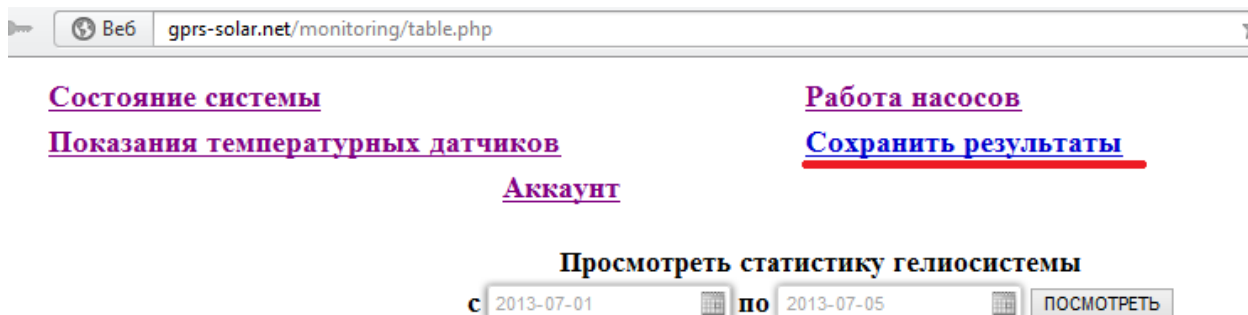 Веб gprs-solar.net/monitoring/table.php
Состояние системы Работа насосов
Показания температурных датчиков Сохранить результаты
Аккаунт
Просмотреть статистику гелиосистемы
с 2013-07-01 по 2013-07-05 ПОСМОТРЕТЬ